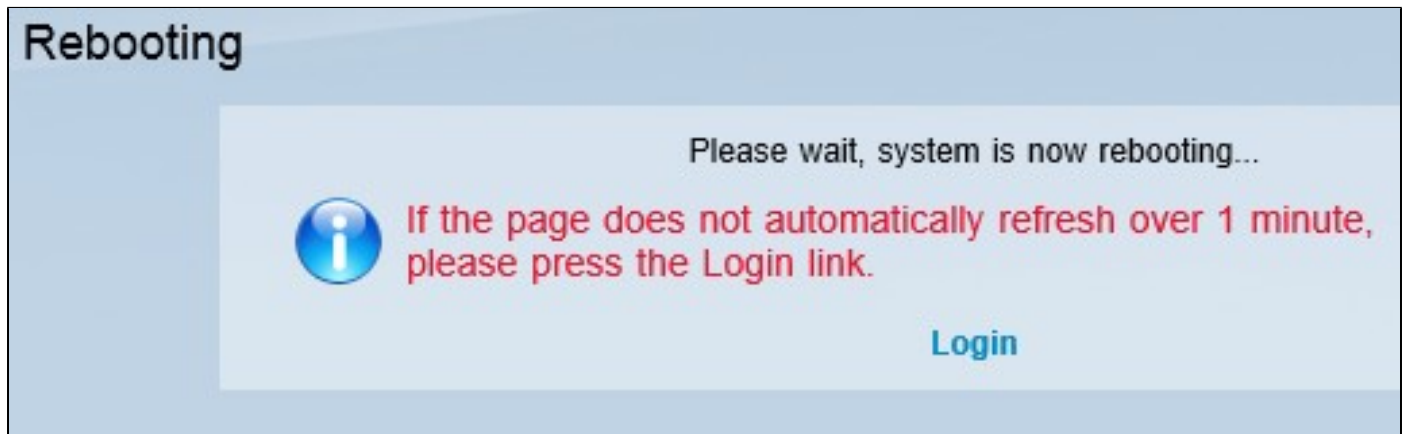 Rebooting
Please wait, system is now rebooting...
If the page does not automatically refresh over 1 minute,
please press the Login link.
Login